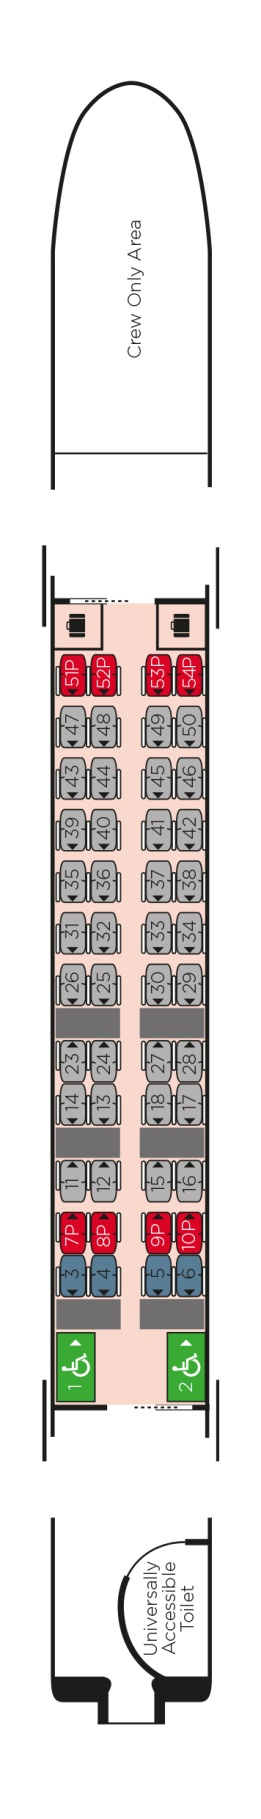 Crew Only Area
51P 52P 53P 54P
47 48 49 50
43 44 45 46
39 40 41 42
35 36 37 38
31 32 33 34
26 25 30 29
23 24 27 28
14 13 18 17
11 12 15 16
7P 8P 9P 10P
3 4 5 6
1 2
Universally
Accessible
Toilet